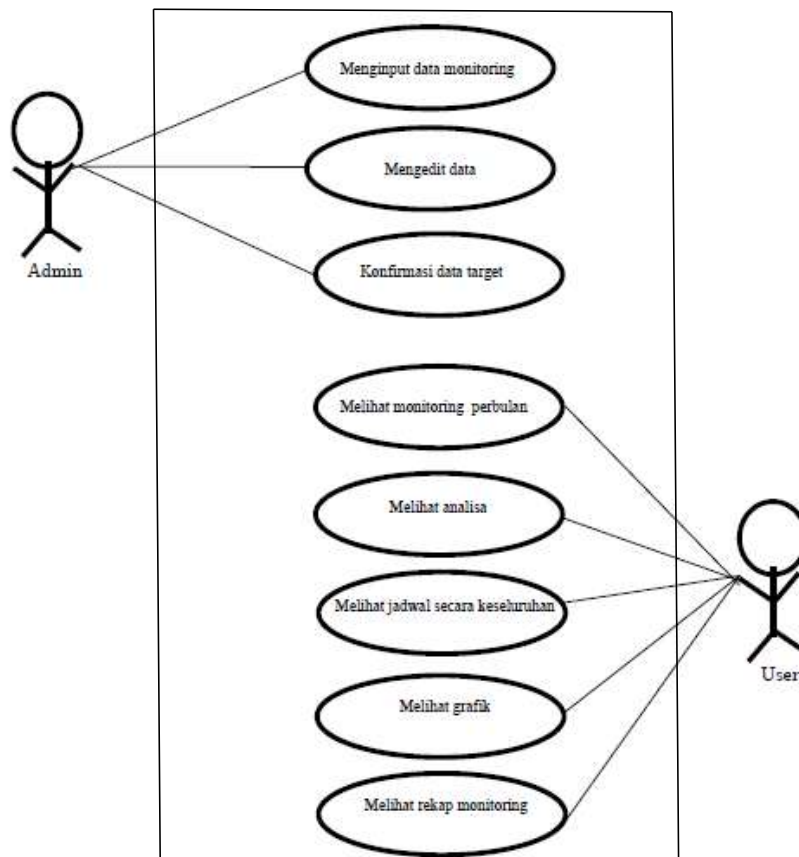 Menginput data monitoring
Mengedit data
Admin
Konfirmasi data target
Melihat monitoring perbulan
Melihat analisa
Melihat jadwal secara keseluruhan
User
Melihat grafik
Melihat rekap monitoring